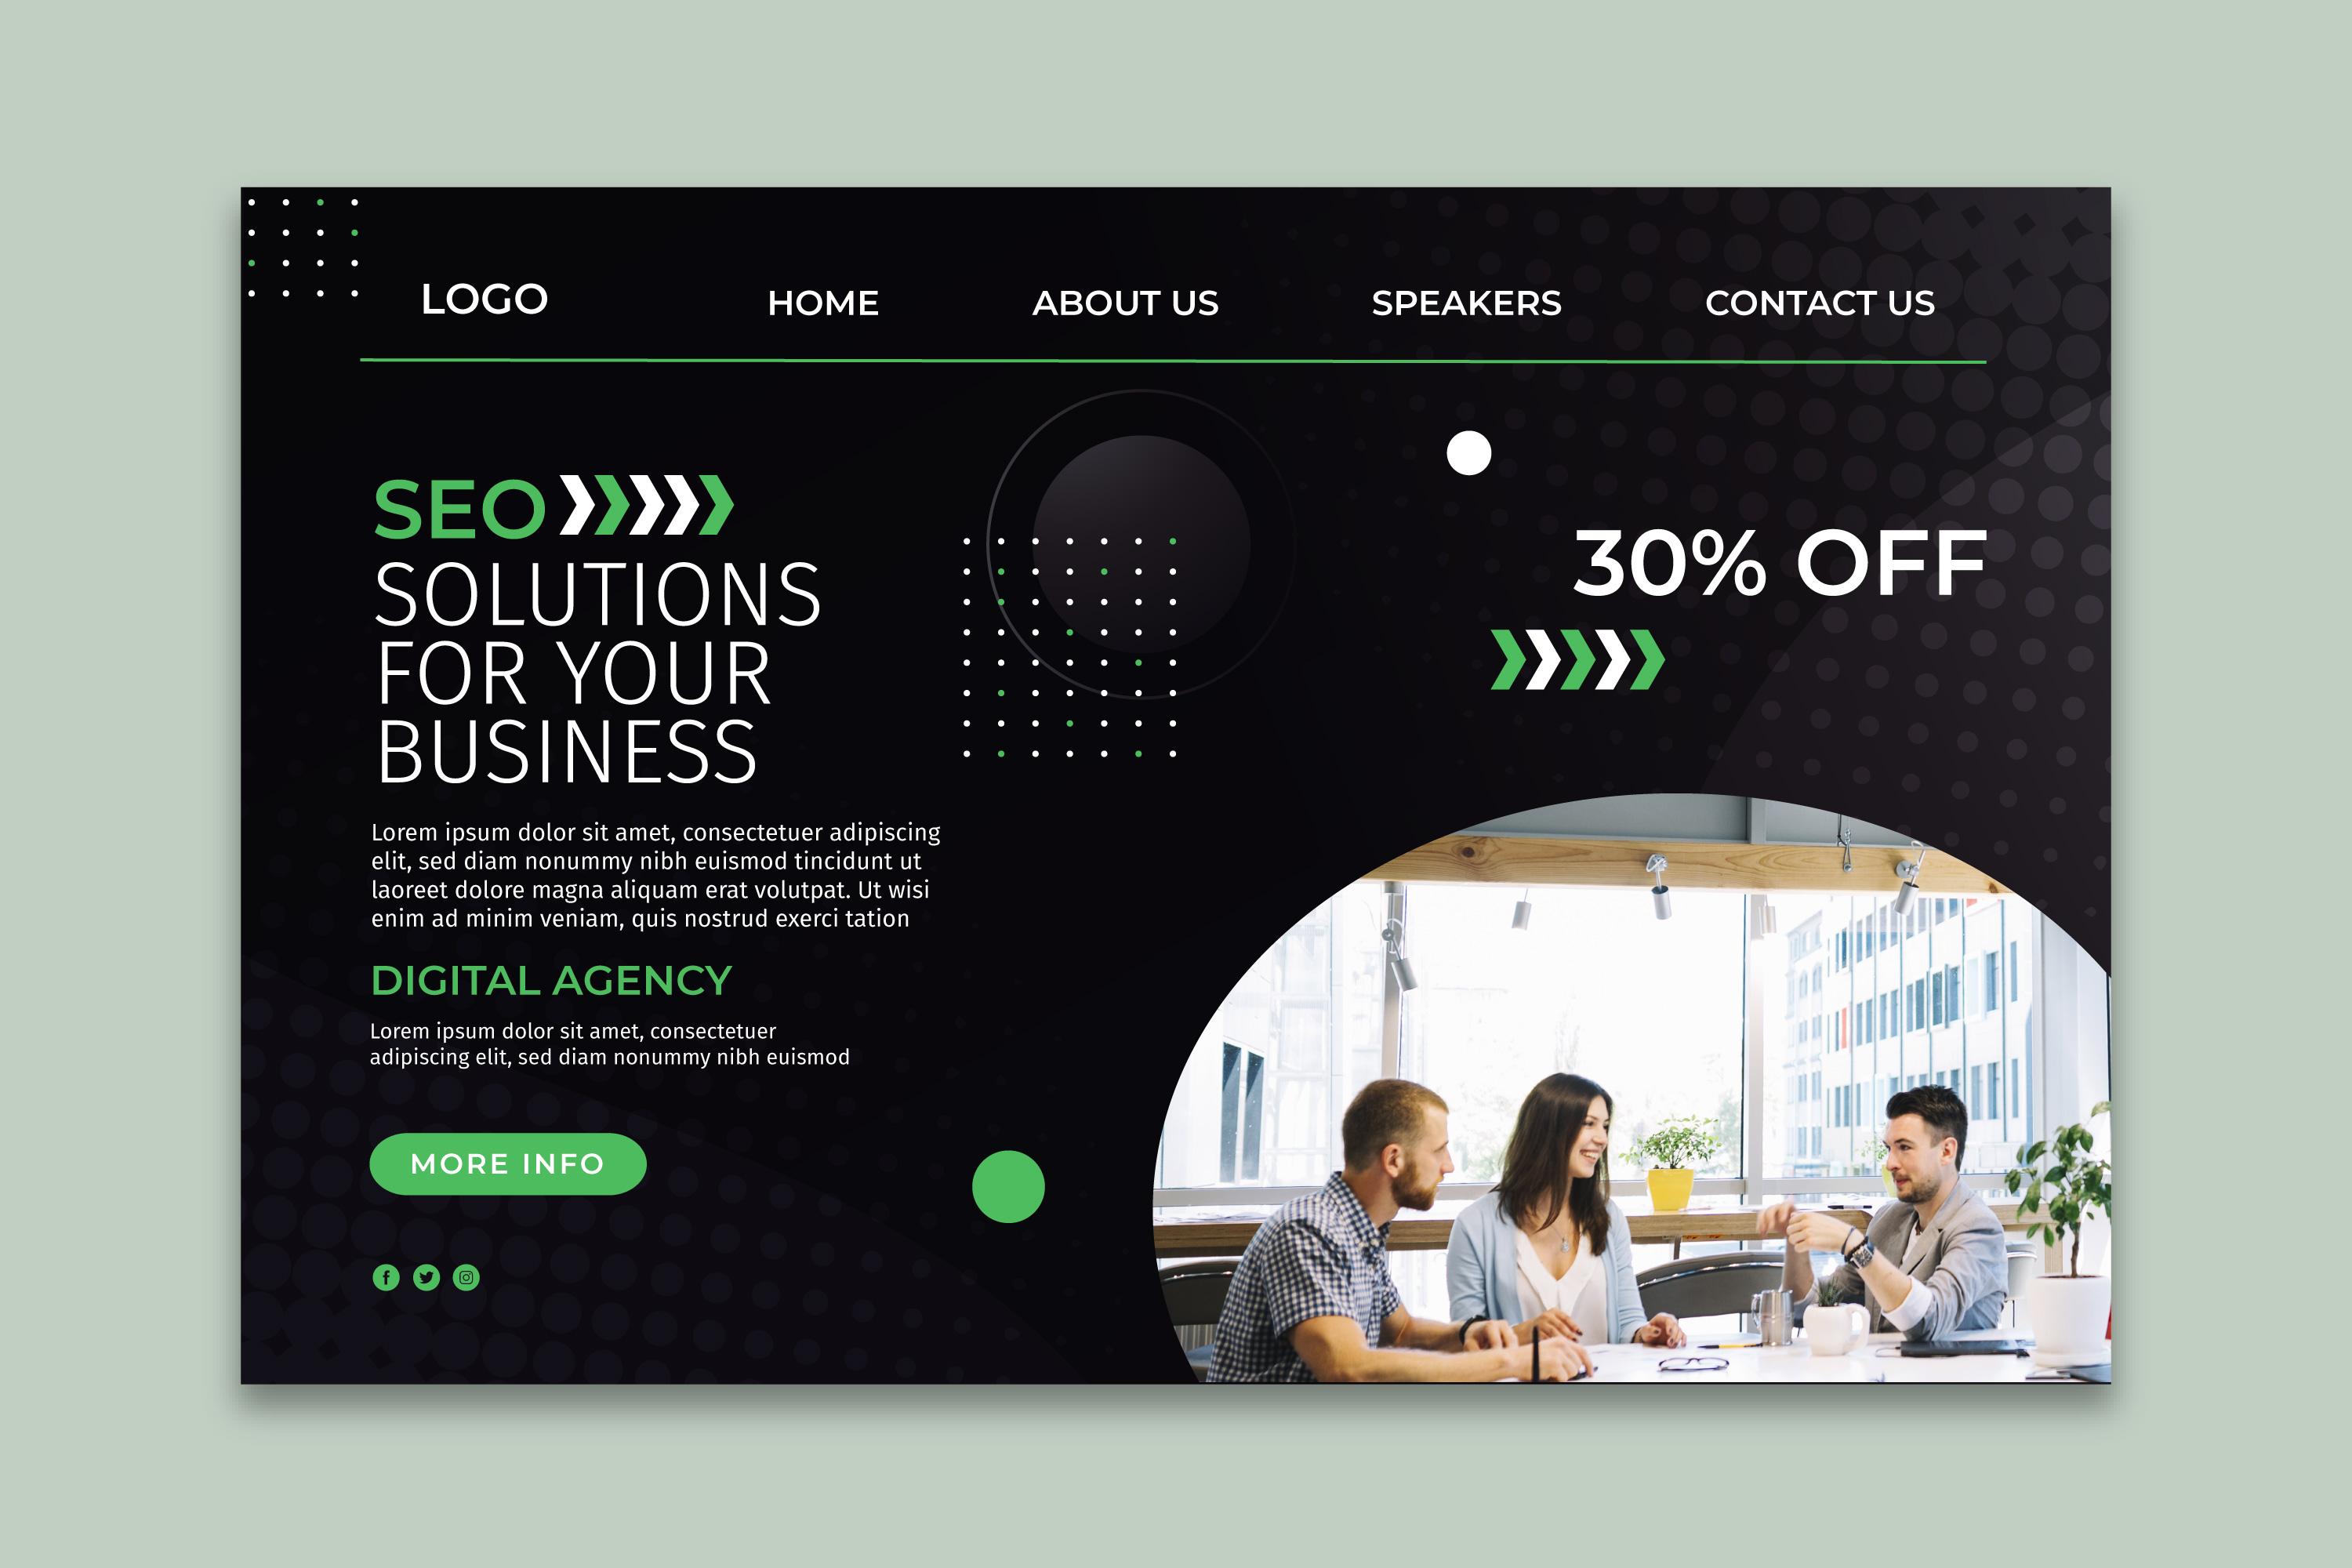 LOGO
HOME
ABOUT US
SPEAKERS
CONTACT US
SEO
SOLUTIONS
FOR YOUR
BUSINESS
Lorem ipsum dolor sit amet, consectetuer adipiscing
elit, sed diam nonummy nibh euismod tincidunt ut
laoreet dolore magna aliquam erat volutpat. Ut wisi
enim ad minim veniam, quis nostrud exerci tation
DIGITAL AGENCY
Lorem ipsum dolor sit amet, consectetuer
adipiscing elit, sed diam nonummy nibh euismod
MORE INFO
30% OFF